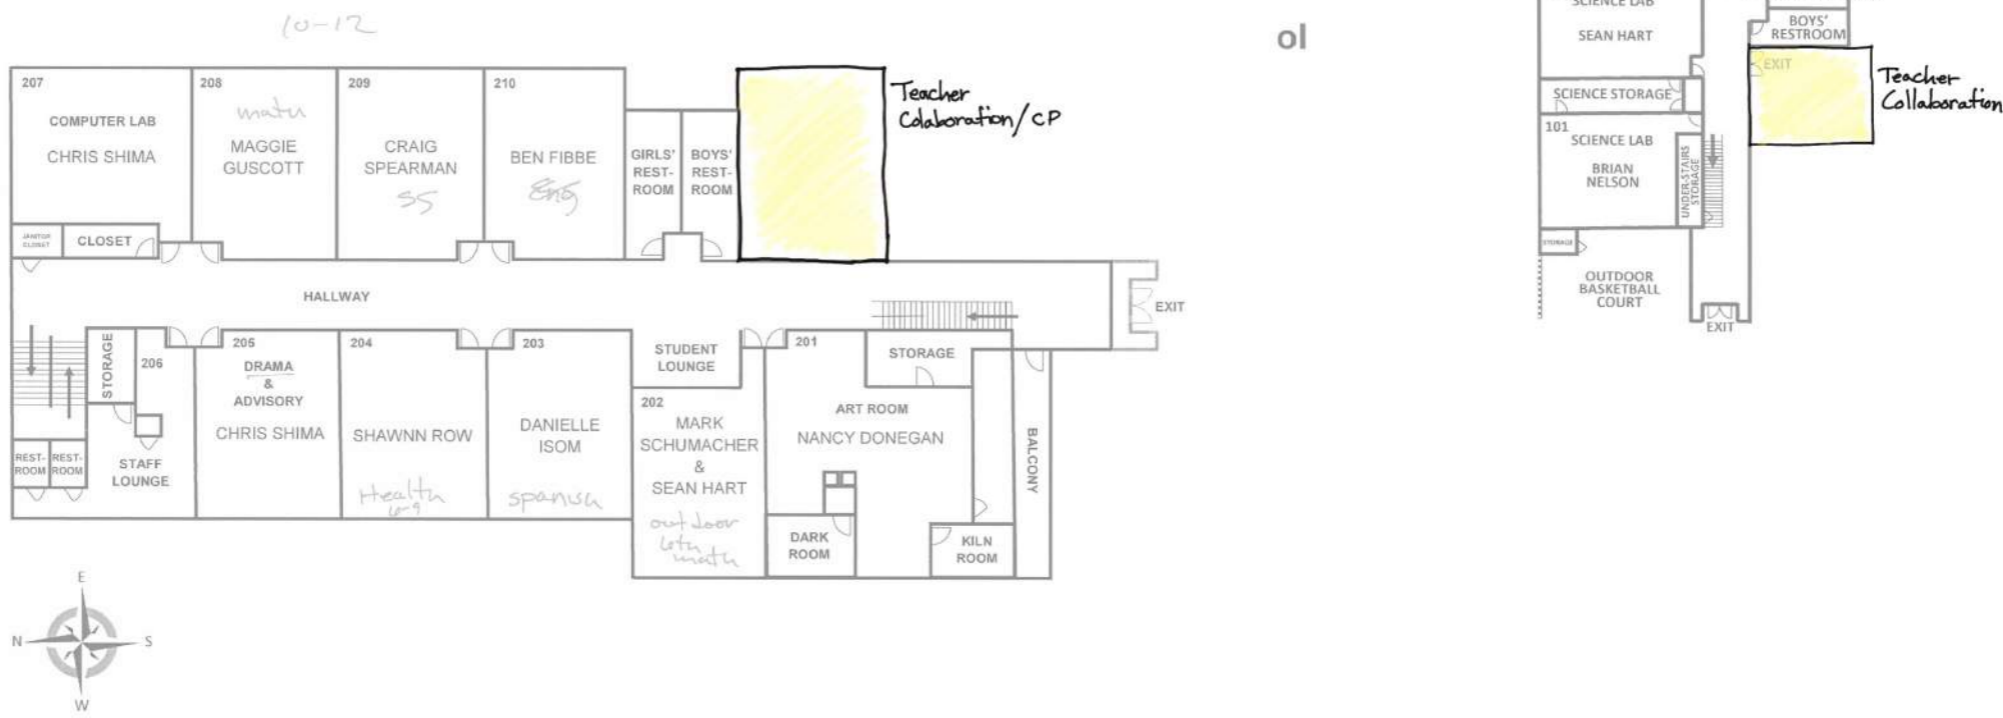 10-12
207
COMPUTER LAB
CHRIS SHIMA
JANITOR
CLOSET
CLOSET
208
math
MAGGIE
GUSCOTT
209
CRAIG
SPEARMAN
SS
210
BEN FIBBE
Eng
GIRLS'
REST-
ROOM
BOYS'
REST-
ROOM
Teacher
Colaboration/CP
HALLWAY
EXIT
STORAGE
206
REST-
ROOM
REST-
ROOM
STAFF
LOUNGE
205
DRAMA
&
ADVISORY
CHRIS SHIMA
204
SHAWNN ROW
Health
6-9
203
DANIELLE
ISOM
spanish
STUDENT
LOUNGE
202
MARK
SCHUMACHER
&
SEAN HART
outdoor
math
201
STORAGE
ART ROOM
NANCY DONEGAN
DARK
ROOM
KILN
ROOM
BALCONY
E
N
S
W
ol
SCIENCE LAB
SEAN HART
BOYS'
RESTROOM
EXIT
Teacher
Collaboration
SCIENCE STORAGE
101
SCIENCE LAB
BRIAN
NELSON
UNDER-STAIRS
STORAGE
STORAGE
OUTDOOR
BASKETBALL
COURT
EXIT